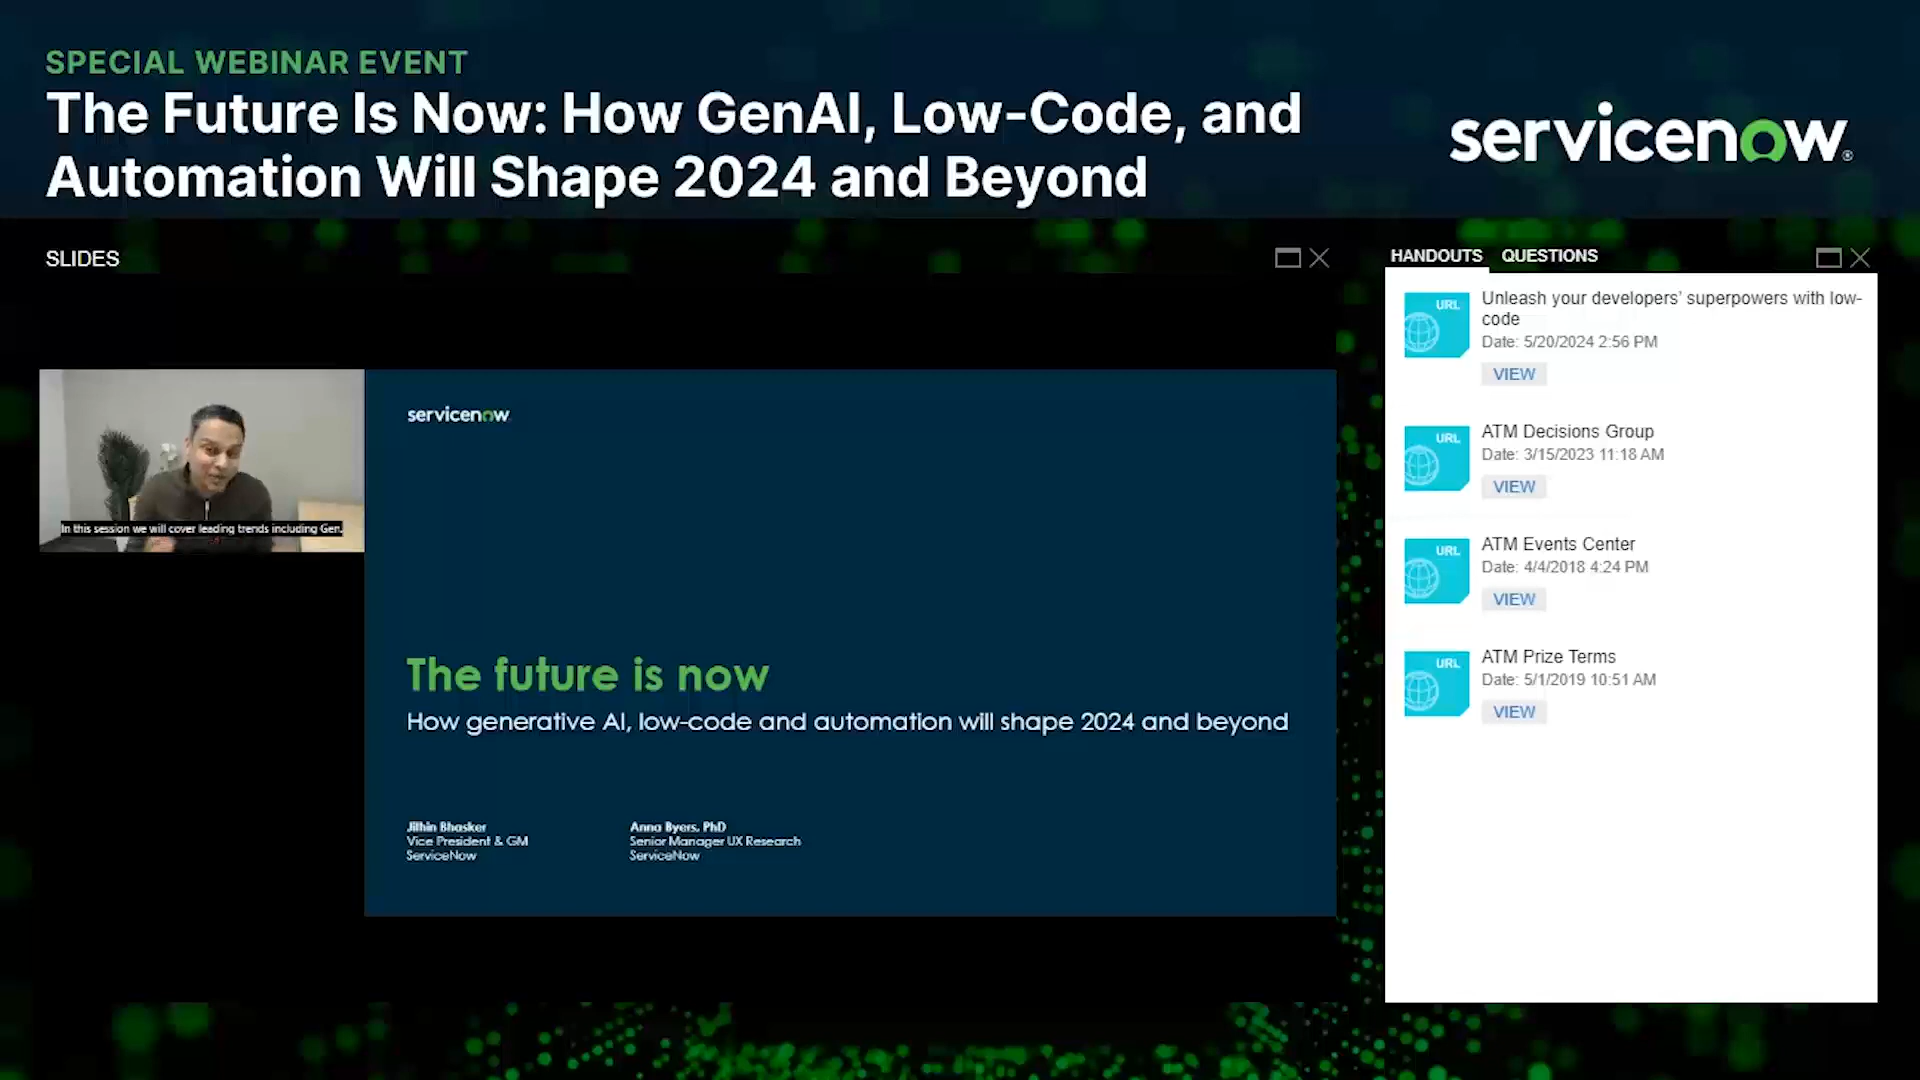 SPECIAL WEBINAR EVENT
The Future Is Now: How GenAI, Low-Code, and
Automation Will Shape 2024 and Beyond
servicenow®
SLIDES
In this session we will cover leading trends including Gen.
servicenow
The future is now
How generative AI, low-code and automation will shape 2024 and beyond
Jithin Bhasker
Vice President & GM
ServiceNow
Anna Byers, PhD
Senior Manager UX Research
ServiceNow
HANDOUTS QUESTIONS
URL
Unleash your developers' superpowers with low-
code
Date: 5/20/2024 2:56 PM
VIEW
URL
ATM Decisions Group
Date: 3/15/2023 11:18 AM
VIEW
URL
ATM Events Center
Date: 4/4/2018 4:24 PM
VIEW
URL
ATM Prize Terms
Date: 5/1/2019 10:51 AM
VIEW